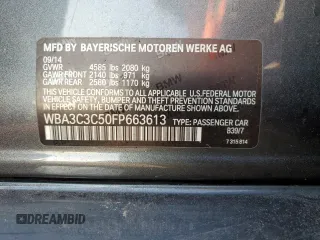 MFD BY BAYERISCHE MOTOREN WERKE AG
09/14
GVWR 4585 lbs 2080 kg
GAWR FRONT 2140 lbs 971 kg
GAWR REAR 2580 lbs 1170 kg
THIS VEHICLE CONFORMS TO ALL APPLICABLE
U.S. FEDERAL MOTOR VEHICLE SAFETY, BUMPER,
AND THEFT PREVENTION STANDARDS IN EFFECT
ON THE DATE OF MANUFACTURE SHOWN ABOVE.
WBA3C3C50FP663613
TYPE: PASSENGER CAR
839/7
7 315 814
DREAMBID